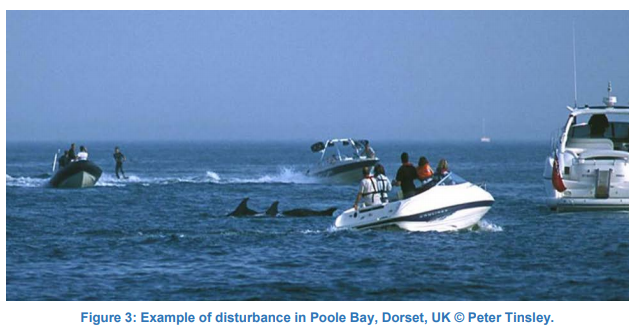 Figure 3: Example of disturbance in Poole Bay, Dorset, UK © Peter Tinsley.